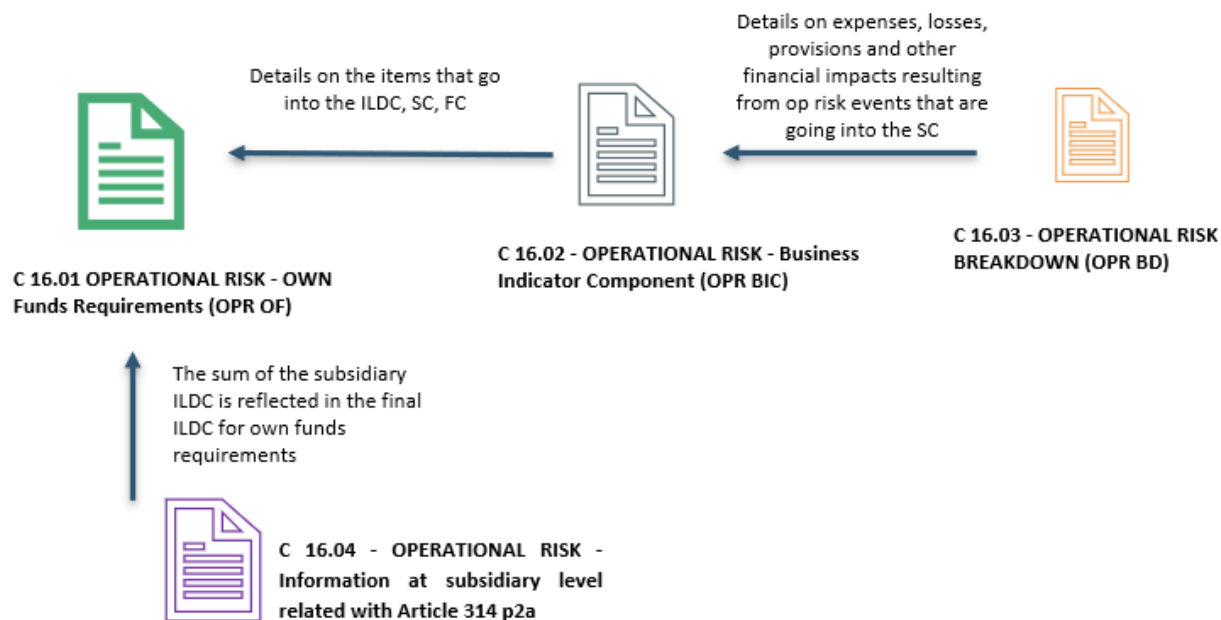 Details on the items that go
into the ILDC, SC, FC
Details on expenses, losses,
provisions and other
financial impacts resulting
from op risk events that are
going into the SC
C 16.01 OPERATIONAL RISK - OWN
Funds Requirements (OPR OF)
C 16.02 - OPERATIONAL RISK - Business
Indicator Component (OPR BIC)
C 16.03 - OPERATIONAL RISK
BREAKDOWN (OPR BD)
The sum of the subsidiary
ILDC is reflected in the final
ILDC for own funds
requirements
C 16.04 - OPERATIONAL RISK -
Information at subsidiary level
related with Article 314 p2a